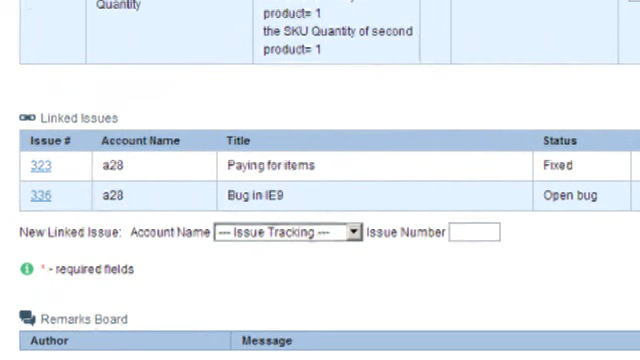 Quantity
product= 1
the SKU Quantity of second
product= 1
Linked Issues
Issue # Account Name Title Status
323 a28 Paying for items Fixed
336 a28 Bug in IE9 Open bug
New Linked Issue: Account Name --- Issue Tracking --- Issue Number
* - required fields
Remarks Board
Author Message